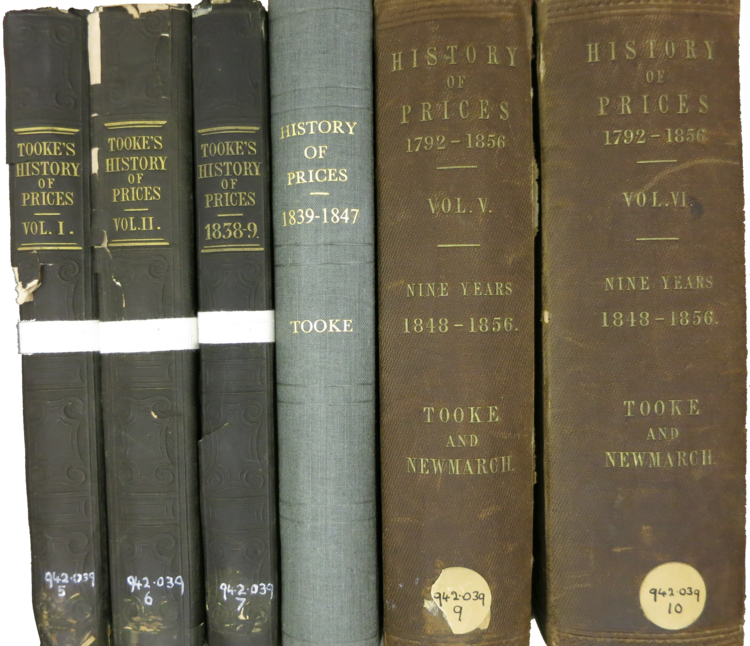 TOOKE'S
HISTORY
OF
PRICES
VOL. I.
942.039
5
TOOKE'S
HISTORY
OF
PRICES
VOL. II.
942.039
6
TOOKE'S
HISTORY
OF
PRICES
1838-9.
942.039
7
HISTORY
OF
PRICES
1839-1847
TOOKE
HISTORY
OF
PRICES
1792-1856
VOL. V.
NINE YEARS
1848-1856.
TOOKE
AND
NEWMARCH.
942.039
9
HISTORY
OF
PRICES
1792-1856
VOL. VI.
NINE YEARS
1848-1856.
TOOKE
AND
NEWMARCH.
942.039
10